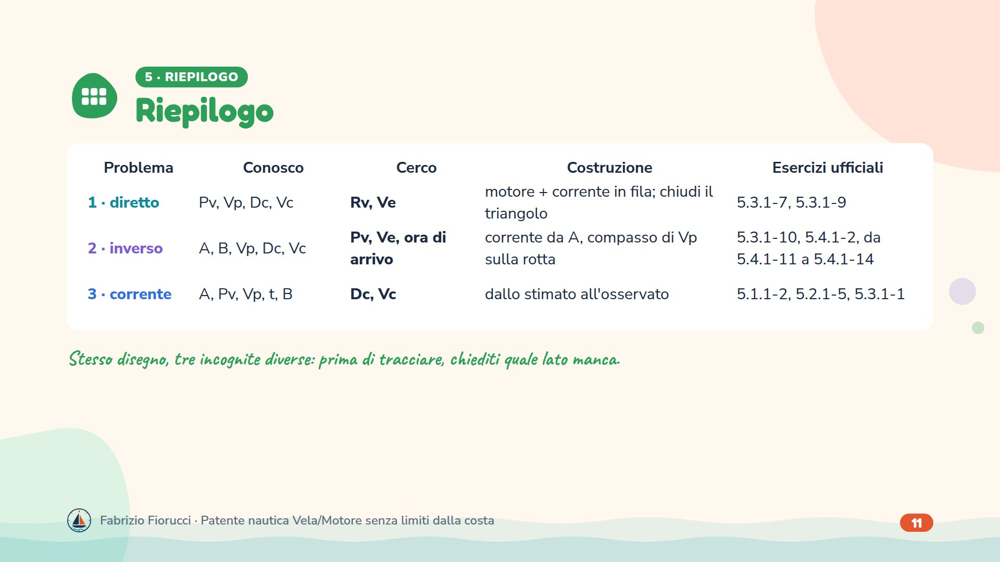 5 · RIEPILOGO
Riepilogo
Problema Conosco Cerco Costruzione Esercizi ufficiali
1 · diretto Pv, Vp, Dc, Vc Rv, Ve motore + corrente in fila; chiudi il triangolo 5.3.1-7, 5.3.1-9
2 · inverso A, B, Vp, Dc, Vc Pv, Ve, ora di arrivo corrente da A, compasso di Vp sulla rotta 5.3.1-10, 5.4.1-2, da 5.4.1-11 a 5.4.1-14
3 · corrente A, Pv, Vp, t, B Dc, Vc dallo stimato all'osservato 5.1.1-2, 5.2.1-5, 5.3.1-1
Stesso disegno, tre incognite diverse: prima di tracciare, chiediti quale lato manca.
Fabrizio Fiorucci · Patente nautica Vela/Motore senza limiti dalla costa
11